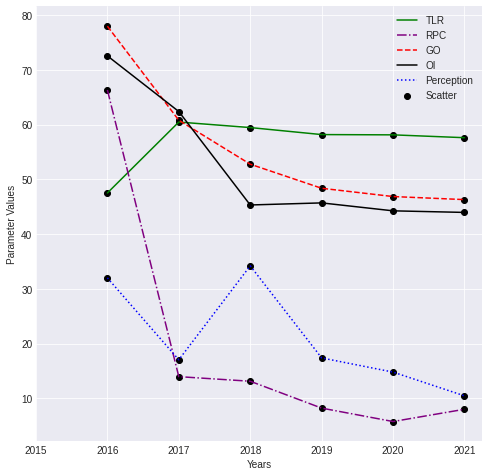 80
70
60
50
40
30
20
10
Parameter Values
TLR
RPC
GO
OI
Perception
Scatter
2015 2016 2017 2018 2019 2020 2021
Years